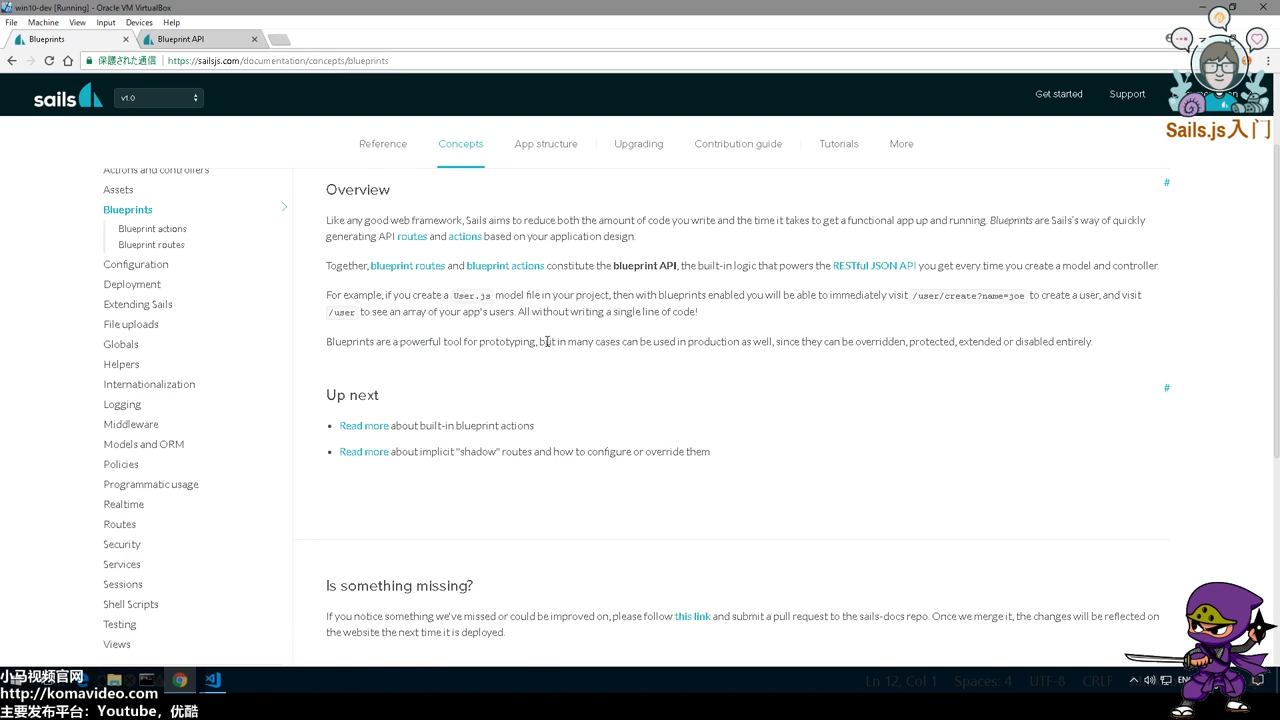 win10-dev [Running] - Oracle VM VirtualBox
File Machine View Input Devices Help
Blueprints
Blueprint API
保護された通信
https://sailsjs.com/documentation/concepts/blueprints
sails
v1.0
Get started
Support
Sails.js入门
Reference
Concepts
App structure
Upgrading
Contribution guide
Tutorials
More
Actions and controllers
Assets
Blueprints
Blueprint actions
Blueprint routes
Configuration
Deployment
Extending Sails
File uploads
Globals
Helpers
Internationalization
Logging
Middleware
Models and ORM
Policies
Programmatic usage
Realtime
Routes
Security
Services
Sessions
Shell Scripts
Testing
Views
Overview
#
Like any good web framework, Sails aims to reduce both the amount of code you write and the time it takes to get a functional app up and running. Blueprints are Sails's way of quickly
generating API routes and actions based on your application design.
Together, blueprint routes and blueprint actions constitute the blueprint API, the built-in logic that powers the RESTful JSON API you get every time you create a model and controller.
For example, if you create a User.js model file in your project, then with blueprints enabled you will be able to immediately visit /user/create?name=joe to create a user, and visit
/user to see an array of your app's users. All without writing a single line of code!
Blueprints are a powerful tool for prototyping, but in many cases can be used in production as well, since they can be overridden, protected, extended or disabled entirely.
Up next
#
Read more about built-in blueprint actions
Read more about implicit "shadow" routes and how to configure or override them
Is something missing?
If you notice something we've missed or could be improved on, please follow this link and submit a pull request to the sails-docs repo. Once we merge it, the changes will be reflected on
the website the next time it is deployed.
小马视频官网
http://komavideo.com
主要发布平台：Youtube，优酷
Ln 12, Col 1
Spaces: 4
UTF-8
CRLF
ENG